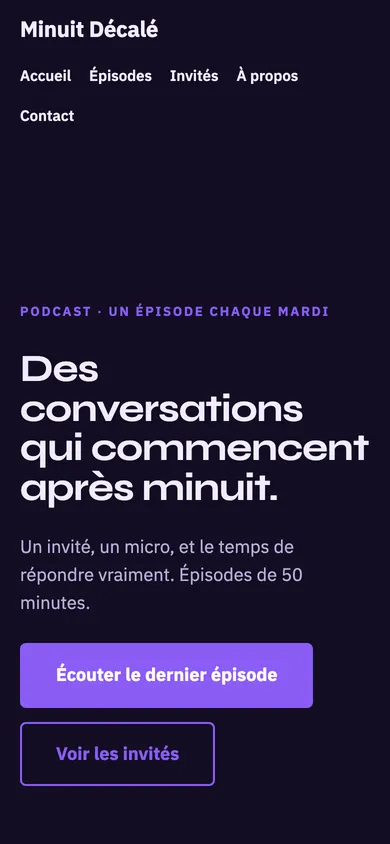 Minuit Décalé
Accueil Épisodes Invités À propos
Contact
PODCAST · UN ÉPISODE CHAQUE MARDI
Des
conversations
qui commencent
après minuit.
Un invité, un micro, et le temps de
répondre vraiment. Épisodes de 50
minutes.
Écouter le dernier épisode
Voir les invités